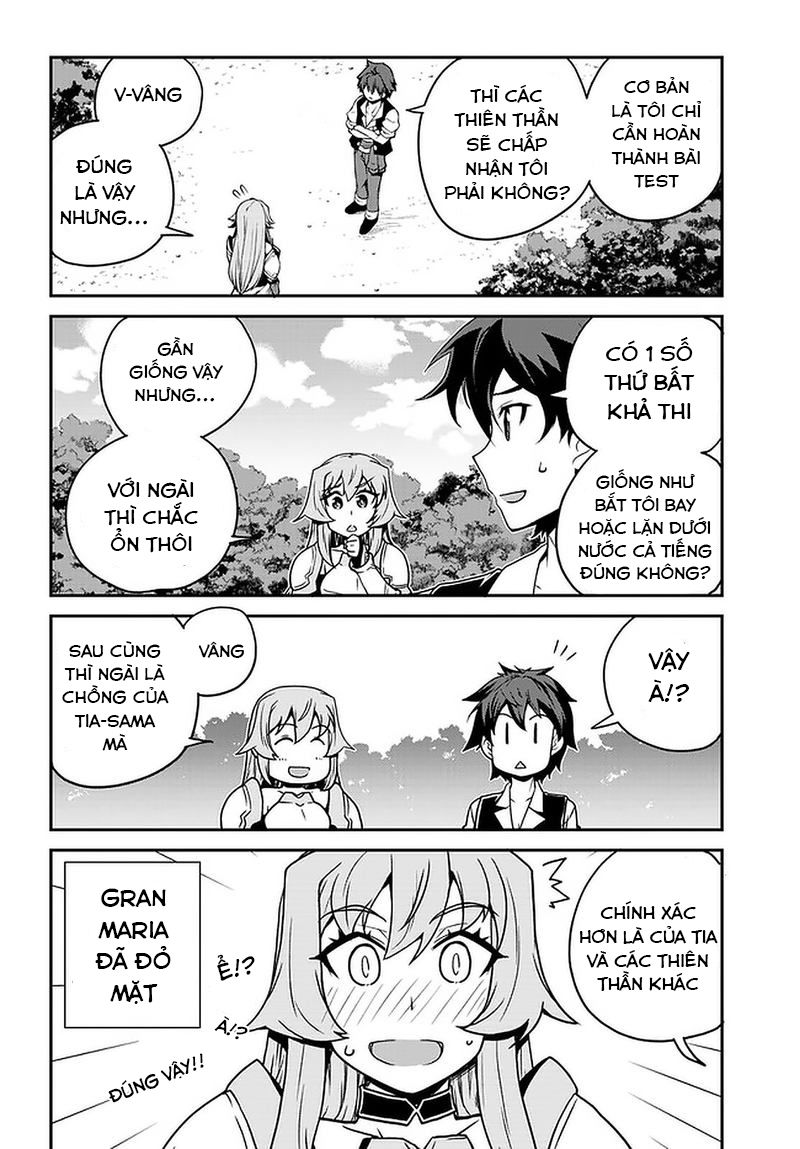 CƠ BẢN
LÀ TÔI CHỈ
CẦN HOÀN
THÀNH BÀI
TEST
THÌ CÁC
THIÊN THẦN
SẼ CHẤP
NHẬN TÔI
PHẢI KHÔNG?
V-VÂNG
ĐÚNG
LÀ VẬY
NHƯNG...
CÓ 1 SỐ
THỨ BẤT
KHẢ THI
GIỐNG NHƯ
BẮT TÔI BAY
HOẶC LẶN DƯỚI
NƯỚC CẢ TIẾNG
ĐÚNG KHÔNG?
GẦN
GIỐNG VẬY
NHƯNG...
VỚI NGÀI
THÌ CHẮC
ỔN THÔI
VẬY
À!?
VÂNG
SAU CÙNG
THÌ NGÀI LÀ
CHỒNG CỦA
TIA-SAMA
MÀ
CHÍNH XÁC
HƠN LÀ CỦA TIA
VÀ CÁC THIÊN
THẦN KHÁC
Ể!?
À!?
ĐÚNG VẬY!!
GRAN
MARIA
ĐÃ ĐỎ
MẶT